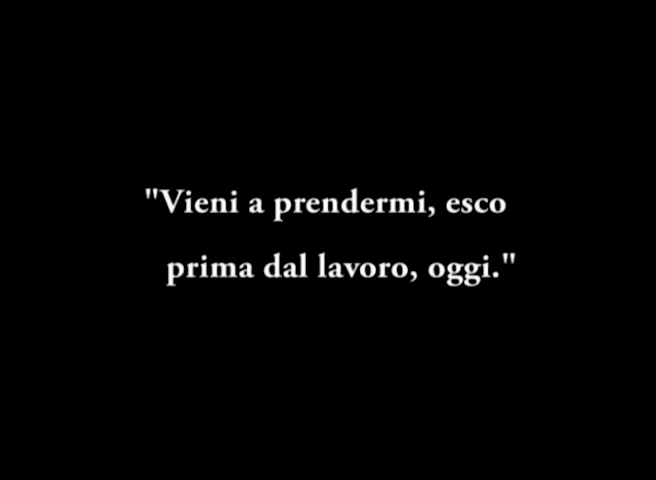 "Vieni a prendermi, esco
prima dal lavoro, oggi."